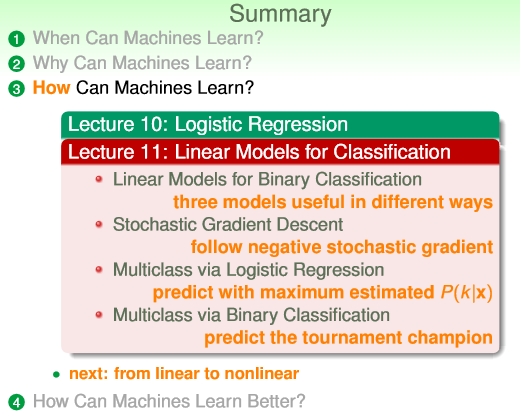 Summary
1 When Can Machines Learn?
2 Why Can Machines Learn?
3 How Can Machines Learn?
Lecture 10: Logistic Regression
Lecture 11: Linear Models for Classification
• Linear Models for Binary Classification
three models useful in different ways
• Stochastic Gradient Descent
follow negative stochastic gradient
• Multiclass via Logistic Regression
predict with maximum estimated P(k|x)
• Multiclass via Binary Classification
predict the tournament champion
• next: from linear to nonlinear
4 How Can Machines Learn Better?